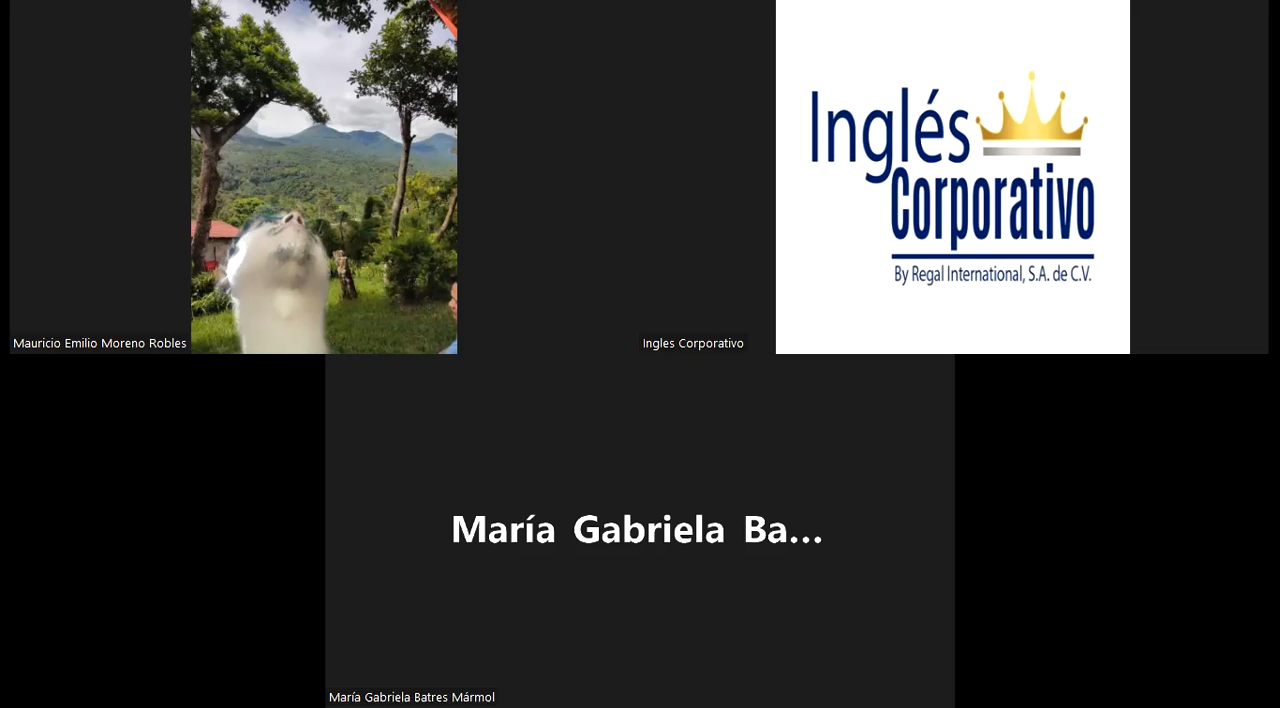 Inglés
Corporativo
By Regal International, S.A. de C.V.
Mauricio Emilio Moreno Robles
Ingles Corporativo
María Gabriela Ba...
María Gabriela Batres Mármol